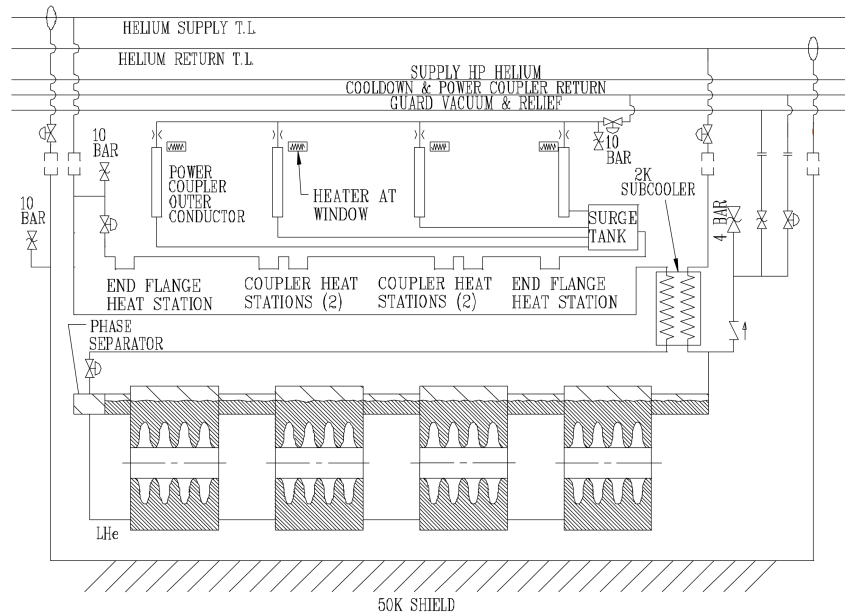 HELIUM SUPPLY T.L.
HELIUM RETURN T.L.
SUPPLY HP HELIUM
COOLDOWN & POWER COUPLER RETURN
GUARD VACUUM & RELIEF
10
BAR
10
BAR
POWER
COUPLER
OUTER
CONDUCTOR
HEATER AT
WINDOW
10
BAR
2K
SUBCOOLER
SURGE
TANK
4 BAR
END FLANGE
HEAT STATION
COUPLER HEAT
STATIONS (2)
COUPLER HEAT
STATIONS (2)
END FLANGE
HEAT STATION
PHASE
SEPARATOR
LHe
50K SHIELD